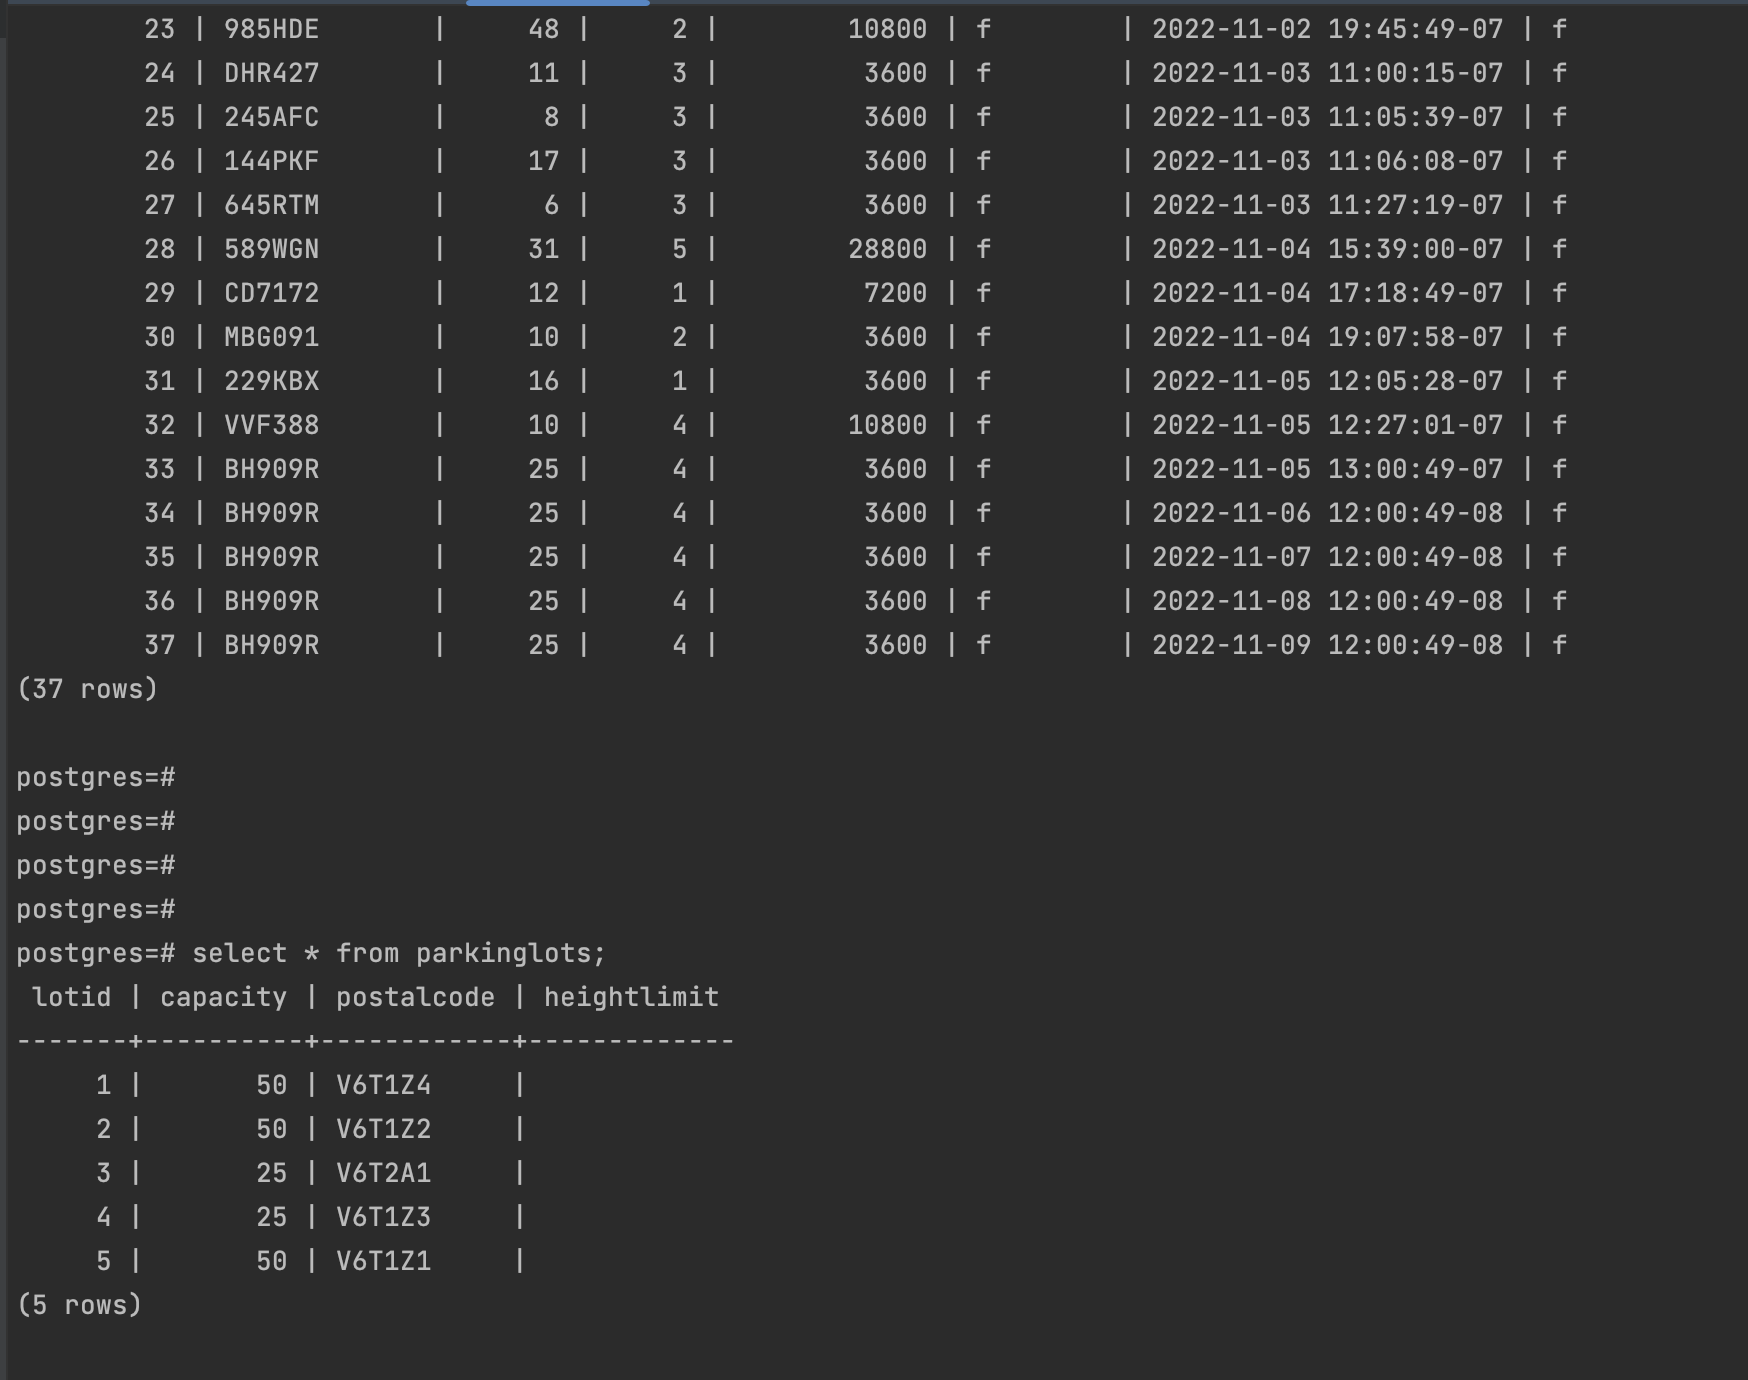 23 | 985HDE | 48 | 2 | 10800 | f | 2022-11-02 19:45:49-07 | f
24 | DHR427 | 11 | 3 | 3600 | f | 2022-11-03 11:00:15-07 | f
25 | 245AFC | 8 | 3 | 3600 | f | 2022-11-03 11:05:39-07 | f
26 | 144PKF | 17 | 3 | 3600 | f | 2022-11-03 11:06:08-07 | f
27 | 645RTM | 6 | 3 | 3600 | f | 2022-11-03 11:27:19-07 | f
28 | 589WGN | 31 | 5 | 28800 | f | 2022-11-04 15:39:00-07 | f
29 | CD7172 | 12 | 1 | 7200 | f | 2022-11-04 17:18:49-07 | f
30 | MBG091 | 10 | 2 | 3600 | f | 2022-11-04 19:07:58-07 | f
31 | 229KBX | 16 | 1 | 3600 | f | 2022-11-05 12:05:28-07 | f
32 | VVF388 | 10 | 4 | 10800 | f | 2022-11-05 12:27:01-07 | f
33 | BH909R | 25 | 4 | 3600 | f | 2022-11-05 13:00:49-07 | f
34 | BH909R | 25 | 4 | 3600 | f | 2022-11-06 12:00:49-08 | f
35 | BH909R | 25 | 4 | 3600 | f | 2022-11-07 12:00:49-08 | f
36 | BH909R | 25 | 4 | 3600 | f | 2022-11-08 12:00:49-08 | f
37 | BH909R | 25 | 4 | 3600 | f | 2022-11-09 12:00:49-08 | f
(37 rows)
postgres=#
postgres=#
postgres=#
postgres=#
postgres=# select * from parkinglots;
lotid | capacity | postalcode | heightlimit
-------+----------+------------+-------------
1 | 50 | V6T1Z4 |
2 | 50 | V6T1Z2 |
3 | 25 | V6T2A1 |
4 | 25 | V6T1Z3 |
5 | 50 | V6T1Z1 |
(5 rows)